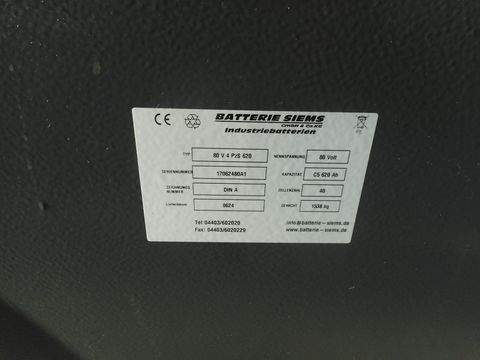 CE BATTERIE SIEMS
GmbH & Co.KG
Industriebatterien
TYP 80 V 4 PzS 620 NENNSPANNUNG 80 Volt
SERIENNUMMER 17062480A1 KAPAZITÄT C5 620 Ah
ZEICHNUNGS NUMMER DIN A ZELLENZAHL 40
0624 GEWICHT 1538 kg
Tel: 04403/602020 info@batterie-siems.de
Fax: 04403/6020229 www.batterie-siems.de